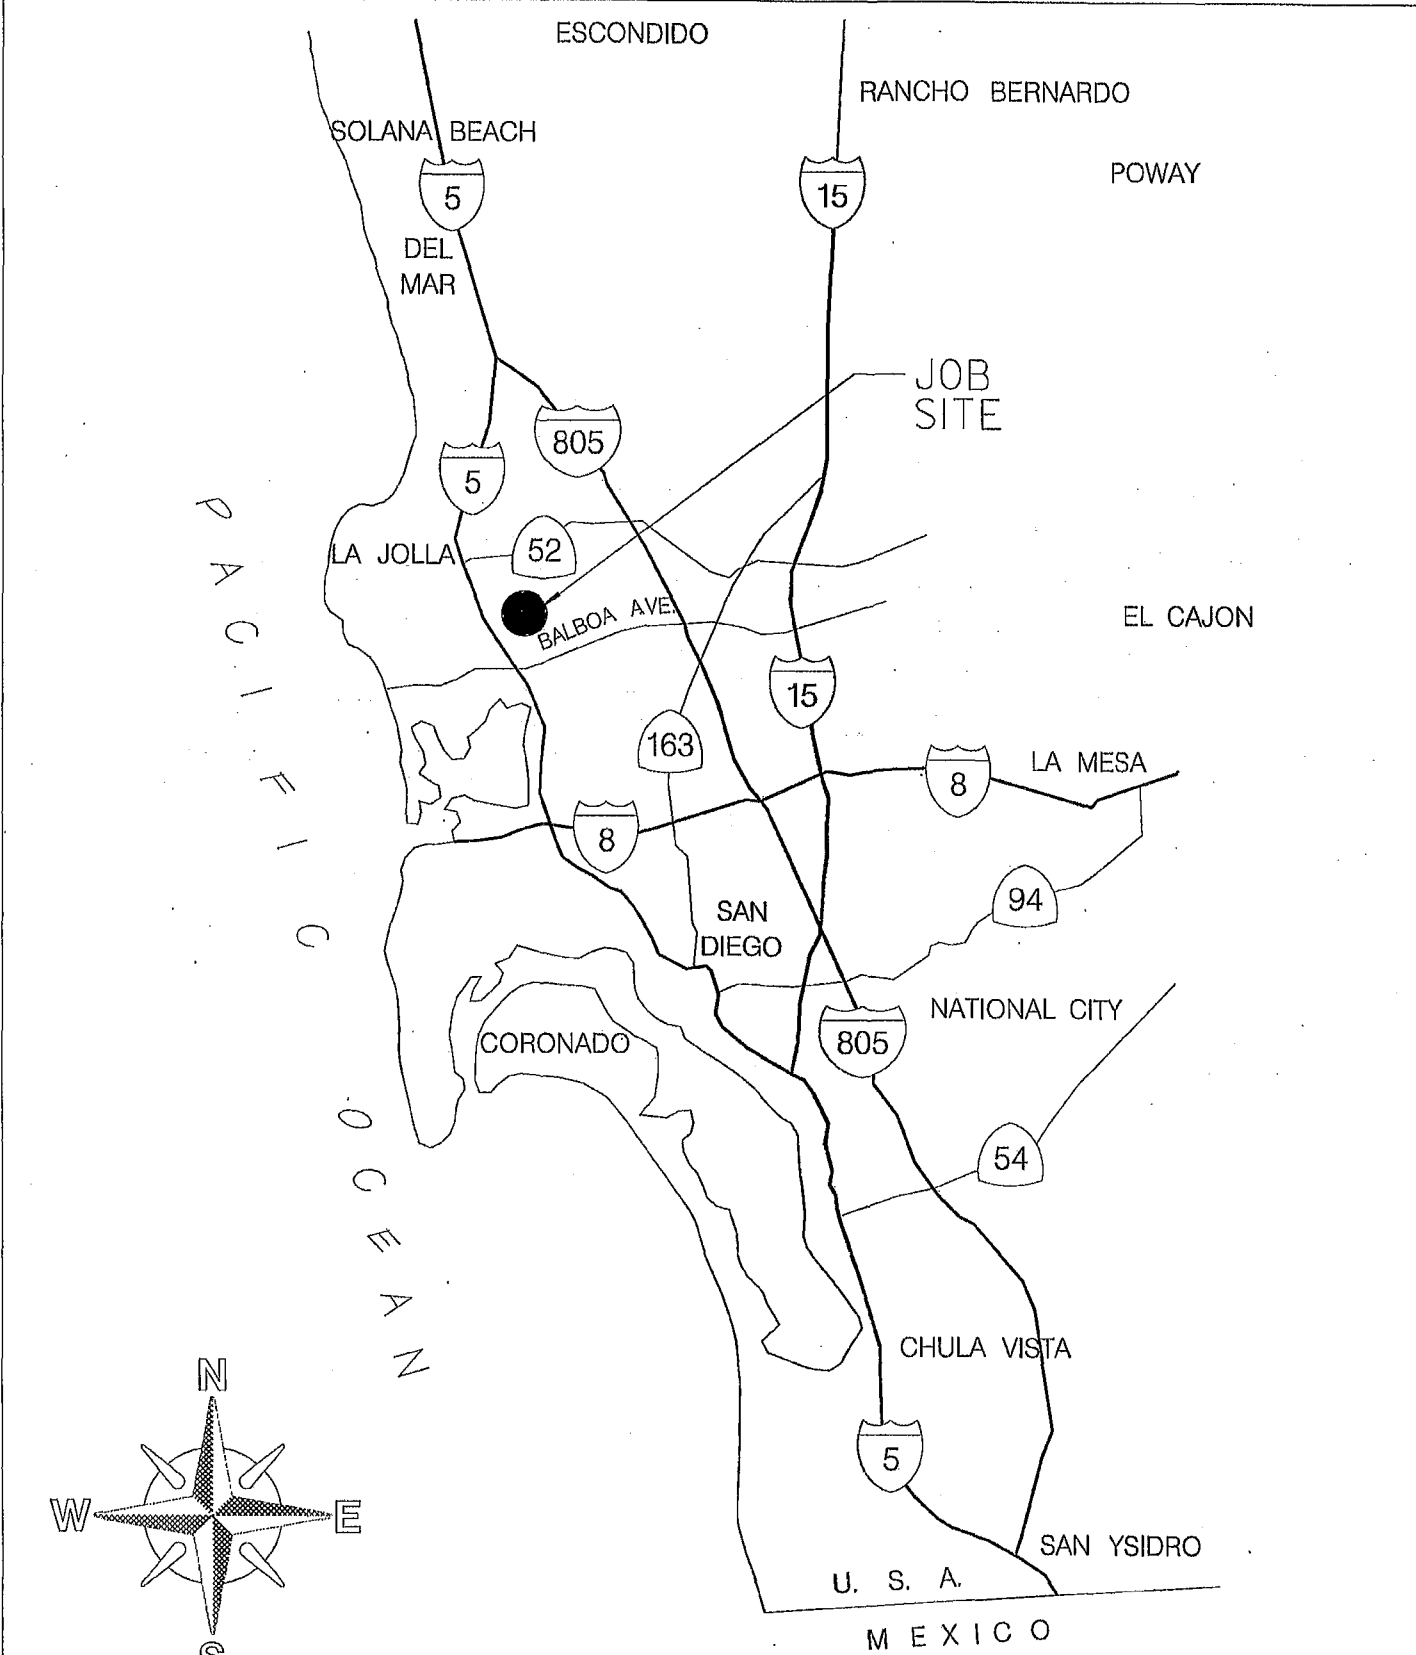 ESCONDIDO
RANCHO BERNARDO
SOLANA BEACH
POWAY
5
15
DEL
MAR
JOB
SITE
805
5
52
LA JOLLA
BALBOA AVE.
EL CAJON
15
163
LA MESA
8
8
94
SAN
DIEGO
NATIONAL CITY
CORONADO
805
54
PACIFIC OCEAN
CHULA VISTA
5
N
W
E
S
SAN YSIDRO
U. S. A.
MEXICO